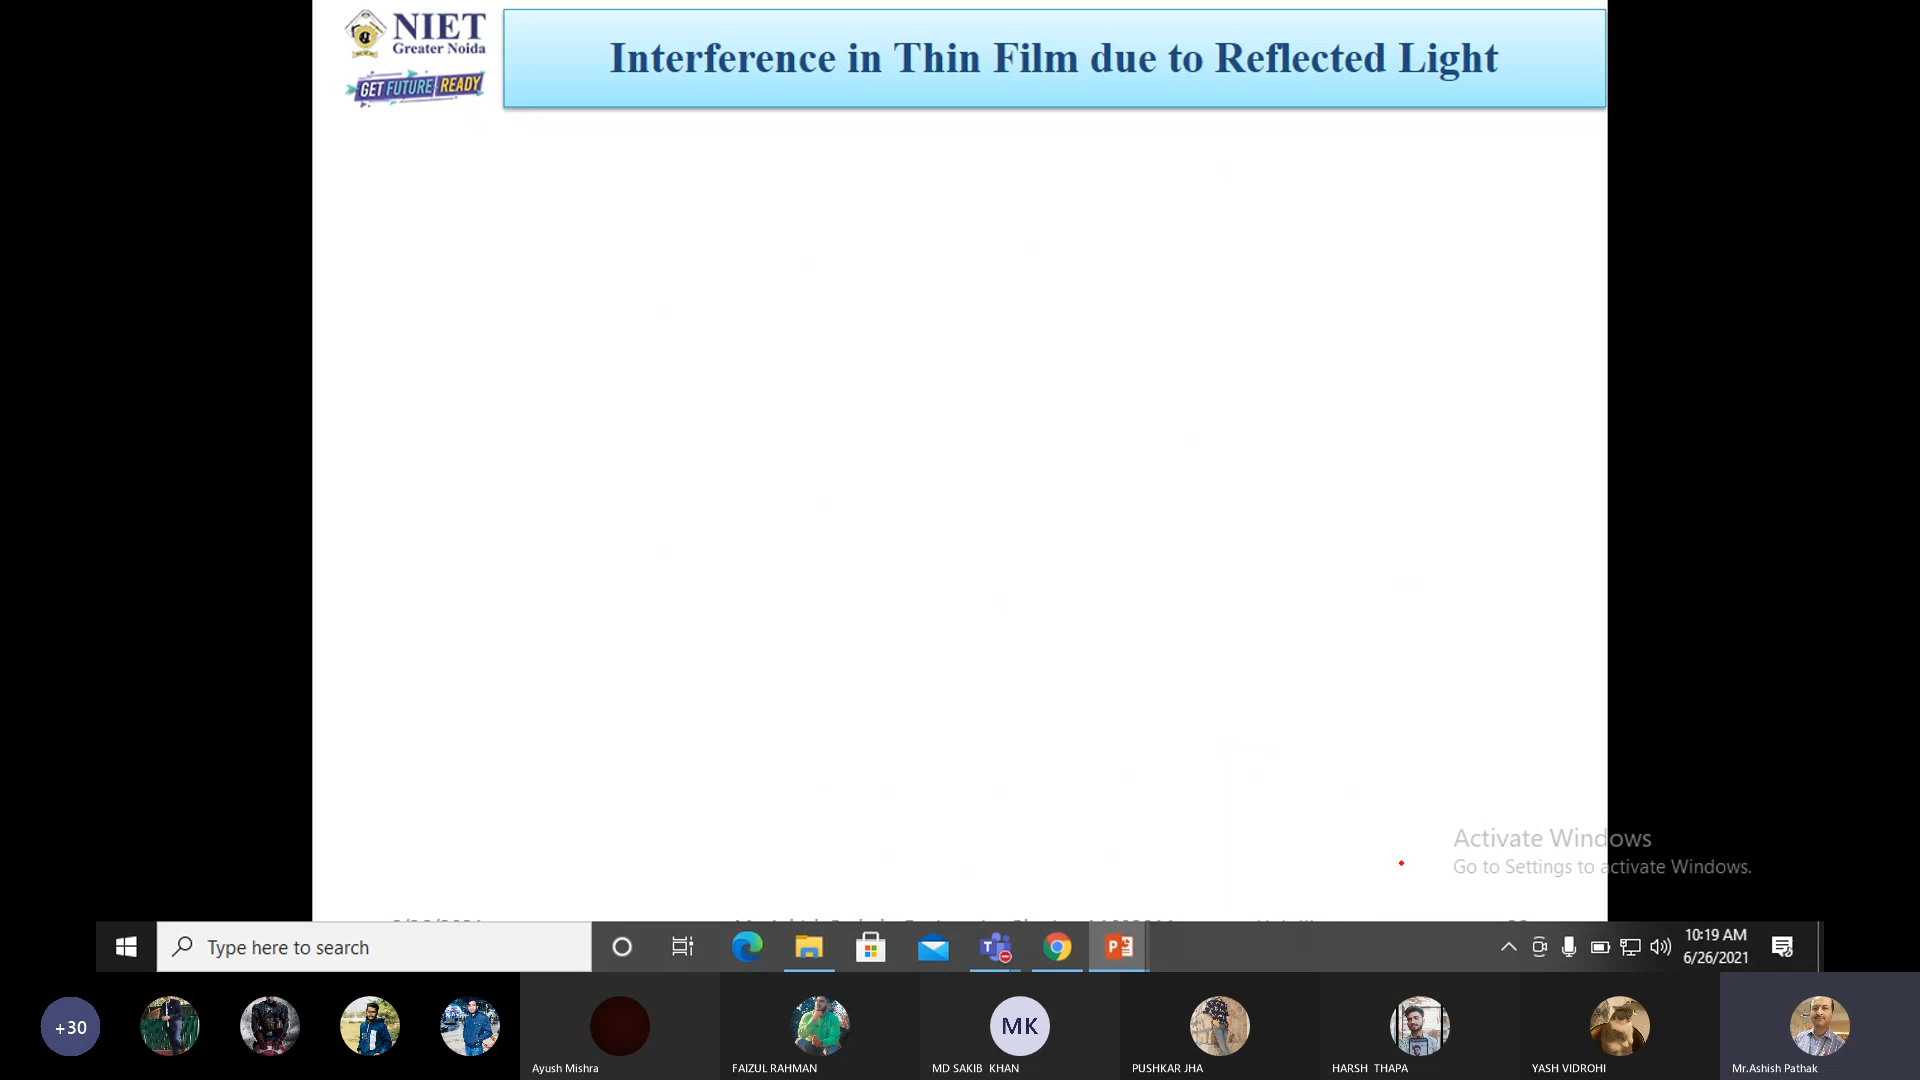 NIET
Greater Noida
GET FUTURE READY
Interference in Thin Film due to Reflected Light
Activate Windows
Go to Settings to activate Windows.
Type here to search
10:19 AM
6/26/2021
+30
Ayush Mishra
FAIZUL RAHMAN
MK
MD SAKIB KHAN
PUSHKAR JHA
HARSH THAPA
YASH VIDROHI
Mr.Ashish Pathak